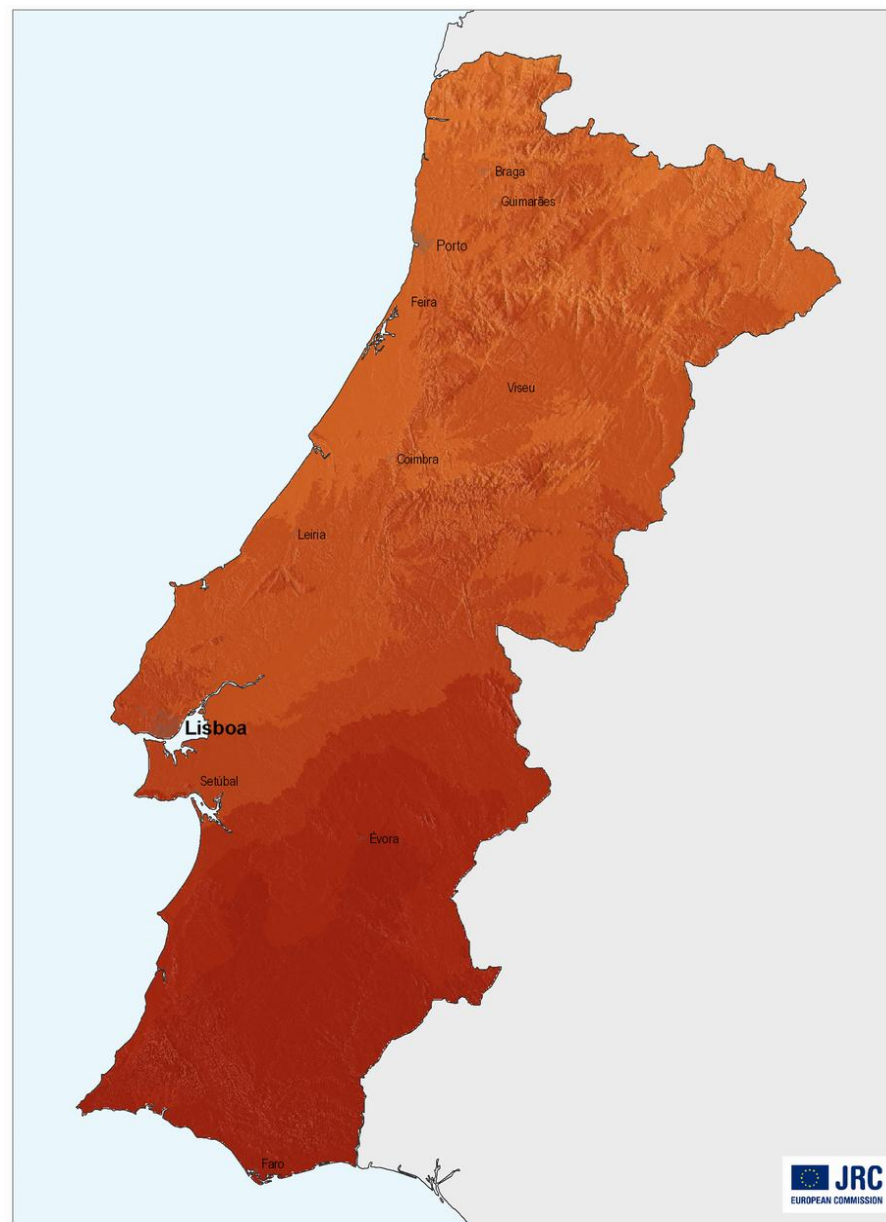 Braga
Guimarães
Porto
Feira
Viseu
Coimbra
Leiria
Lisboa
Setúbal
Évora
Faro
JRC
EUROPEAN COMMISSION